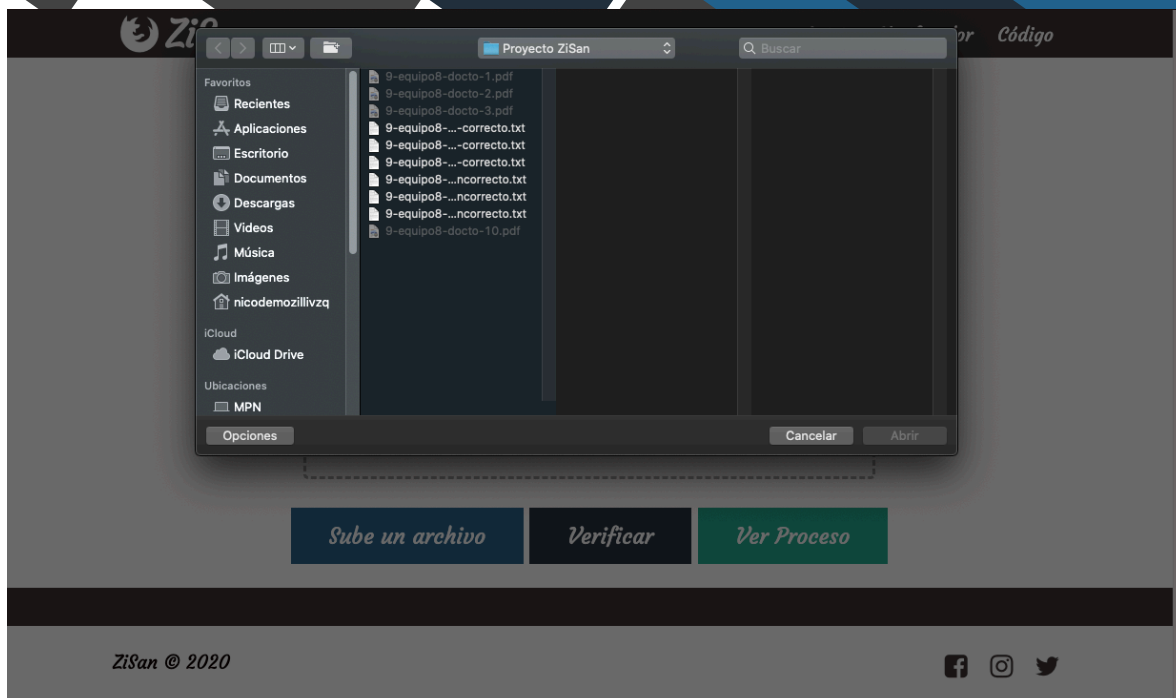 Zi
or Código
Proyecto ZiSan
Buscar
Favoritos
Recientes
Aplicaciones
Escritorio
Documentos
Descargas
Videos
Música
Imágenes
nicodemozillivzq
iCloud
iCloud Drive
Ubicaciones
MPN
9-equipo8-docto-1.pdf
9-equipo8-docto-2.pdf
9-equipo8-docto-3.pdf
9-equipo8-...-correcto.txt
9-equipo8-...-correcto.txt
9-equipo8-...-correcto.txt
9-equipo8-...ncorrecto.txt
9-equipo8-...ncorrecto.txt
9-equipo8-...ncorrecto.txt
9-equipo8-docto-10.pdf
Opciones
Cancelar
Abrir
Sube un archivo
Verificar
Ver Proceso
ZiSan © 2020